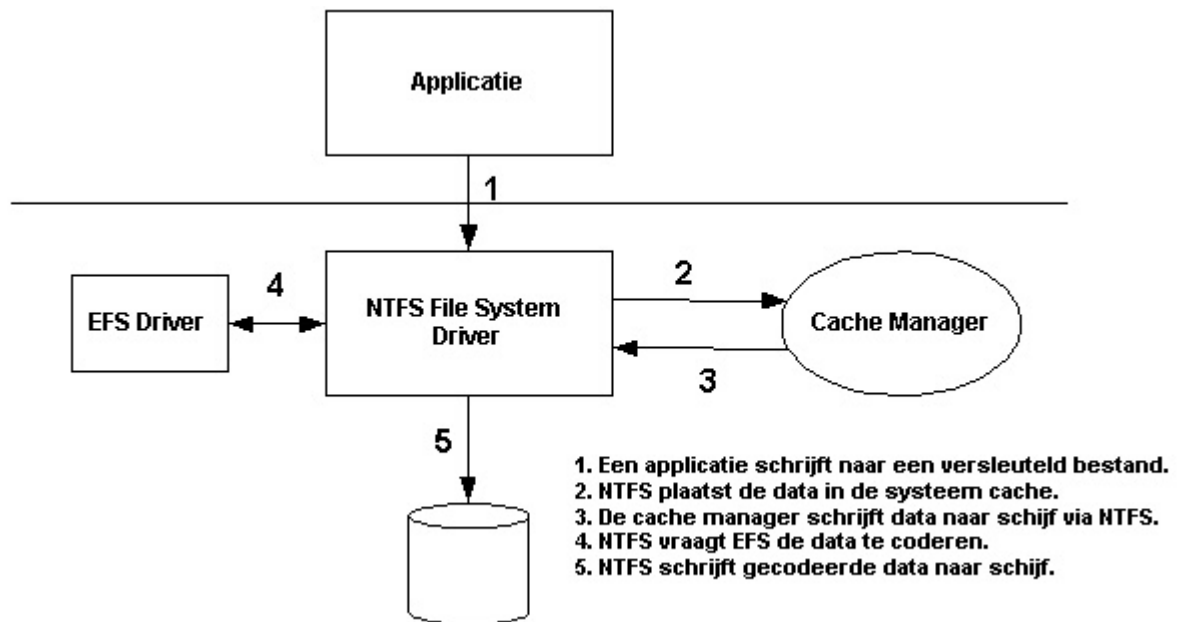 Applicatie
1
2
4
EFS Driver
NTFS File System
Driver
Cache Manager
3
5
1. Een applicatie schrijft naar een versleuteld bestand.
2. NTFS plaatst de data in de systeem cache.
3. De cache manager schrijft data naar schijf via NTFS.
4. NTFS vraagt EFS de data te coderen.
5. NTFS schrijft gecodeerde data naar schijf.